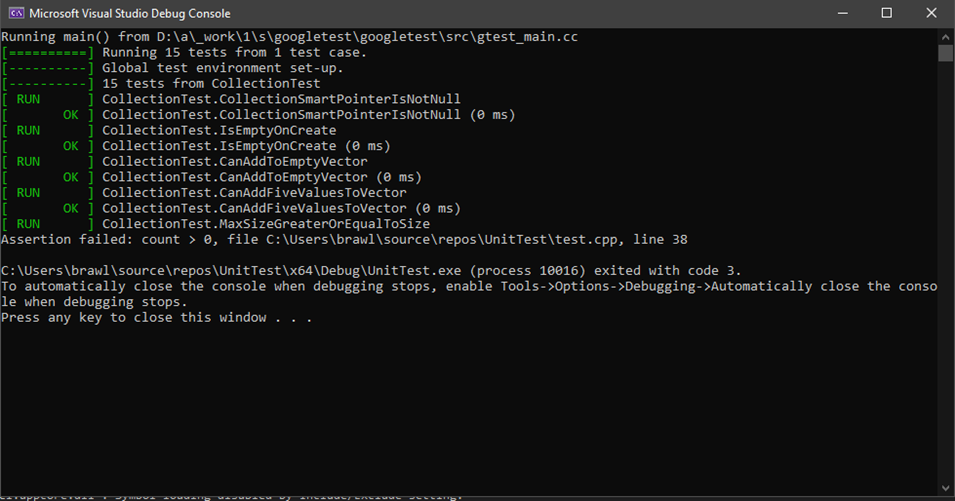 Microsoft Visual Studio Debug Console
Running main() from D:\a\_work\1\s\googletest\googletest\src\gtest_main.cc
[==========] Running 15 tests from 1 test case.
[----------] Global test environment set-up.
[----------] 15 tests from CollectionTest
[ RUN      ] CollectionTest.CollectionSmartPointerIsNotNull
[       OK ] CollectionTest.CollectionSmartPointerIsNotNull (0 ms)
[ RUN      ] CollectionTest.IsEmptyOnCreate
[       OK ] CollectionTest.IsEmptyOnCreate (0 ms)
[ RUN      ] CollectionTest.CanAddToEmptyVector
[       OK ] CollectionTest.CanAddToEmptyVector (0 ms)
[ RUN      ] CollectionTest.CanAddFiveValuesToVector
[       OK ] CollectionTest.CanAddFiveValuesToVector (0 ms)
[ RUN      ] CollectionTest.MaxSizeGreaterOrEqualToSize
Assertion failed: count > 0, file C:\Users\brawl\source\repos\UnitTest\test.cpp, line 38
C:\Users\brawl\source\repos\UnitTest\x64\Debug\UnitTest.exe (process 10016) exited with code 3.
To automatically close the console when debugging stops, enable Tools->Options->Debugging->Automatically close the conso
le when debugging stops.
Press any key to close this window . . .